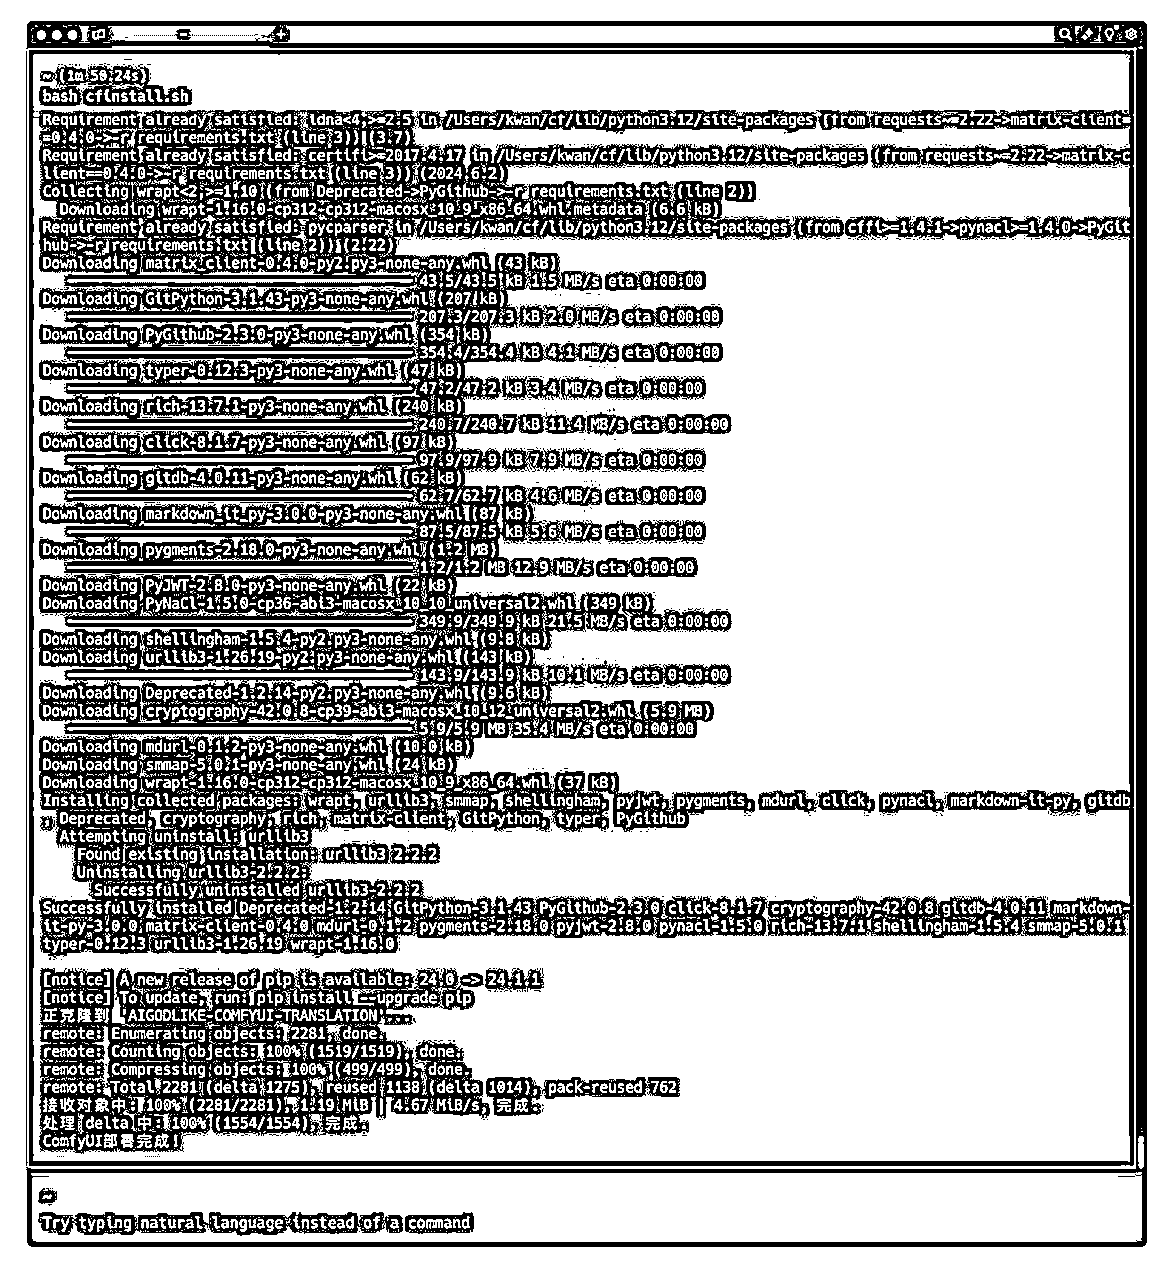 ~ (1m 59.24s)
bash cfinstall.sh
Requirement already satisfied: idna<4,>=2.5 in /Users/kwan/cf/lib/python3.12/site-packages (from requests~=2.22->matrix-client=
=0.4.0->-r requirements.txt (line 3)) (3.7)
Requirement already satisfied: certifi>=2017.4.17 in /Users/kwan/cf/lib/python3.12/site-packages (from requests~=2.22->matrix-c
lient==0.4.0->-r requirements.txt (line 3)) (2024.6.2)
Collecting wrapt<2,>=1.10 (from Deprecated->PyGithub->-r requirements.txt (line 2))
Downloading wrapt-1.16.0-cp312-cp312-macosx_10_9_x86_64.whl.metadata (6.6 kB)
Requirement already satisfied: pycparser in /Users/kwan/cf/lib/python3.12/site-packages (from cffi>=1.4.1->pynacl>=1.4.0->PyGit
hub->-r requirements.txt (line 2)) (2.22)
Downloading matrix_client-0.4.0-py2.py3-none-any.whl (43 kB)
43.5/43.5 kB 1.5 MB/s eta 0:00:00
Downloading GitPython-3.1.43-py3-none-any.whl (207 kB)
207.3/207.3 kB 2.0 MB/s eta 0:00:00
Downloading PyGithub-2.3.0-py3-none-any.whl (354 kB)
354.4/354.4 kB 4.1 MB/s eta 0:00:00
Downloading typer-0.12.3-py3-none-any.whl (47 kB)
47.2/47.2 kB 3.4 MB/s eta 0:00:00
Downloading rich-13.7.1-py3-none-any.whl (240 kB)
240.7/240.7 kB 11.4 MB/s eta 0:00:00
Downloading click-8.1.7-py3-none-any.whl (97 kB)
97.9/97.9 kB 7.9 MB/s eta 0:00:00
Downloading gitdb-4.0.11-py3-none-any.whl (62 kB)
62.7/62.7 kB 4.6 MB/s eta 0:00:00
Downloading markdown_it_py-3.0.0-py3-none-any.whl (87 kB)
87.5/87.5 kB 5.6 MB/s eta 0:00:00
Downloading pygments-2.18.0-py3-none-any.whl (1.2 MB)
1.2/1.2 MB 12.9 MB/s eta 0:00:00
Downloading PyJWT-2.8.0-py3-none-any.whl (22 kB)
Downloading PyNaCl-1.5.0-cp36-abi3-macosx_10_10_universal2.whl (349 kB)
349.9/349.9 kB 21.5 MB/s eta 0:00:00
Downloading shellingham-1.5.4-py2.py3-none-any.whl (9.8 kB)
Downloading urllib3-1.26.19-py2.py3-none-any.whl (143 kB)
143.9/143.9 kB 10.1 MB/s eta 0:00:00
Downloading Deprecated-1.2.14-py2.py3-none-any.whl (9.6 kB)
Downloading cryptography-42.0.8-cp39-abi3-macosx_10_12_universal2.whl (5.9 MB)
5.9/5.9 MB 35.4 MB/s eta 0:00:00
Downloading mdurl-0.1.2-py3-none-any.whl (10.0 kB)
Downloading smmap-5.0.1-py3-none-any.whl (24 kB)
Downloading wrapt-1.16.0-cp312-cp312-macosx_10_9_x86_64.whl (37 kB)
Installing collected packages: wrapt, urllib3, smmap, shellingham, pyjwt, pygments, mdurl, click, pynacl, markdown-it-py, gitdb
, Deprecated, cryptography, rich, matrix-client, GitPython, typer, PyGithub
Attempting uninstall: urllib3
Found existing installation: urllib3 2.2.2
Uninstalling urllib3-2.2.2:
Successfully uninstalled urllib3-2.2.2
Successfully installed Deprecated-1.2.14 GitPython-3.1.43 PyGithub-2.3.0 click-8.1.7 cryptography-42.0.8 gitdb-4.0.11 markdown-
it-py-3.0.0 matrix-client-0.4.0 mdurl-0.1.2 pygments-2.18.0 pyjwt-2.8.0 pynacl-1.5.0 rich-13.7.1 shellingham-1.5.4 smmap-5.0.1
typer-0.12.3 urllib3-1.26.19 wrapt-1.16.0
[notice] A new release of pip is available: 24.0 -> 24.1.1
[notice] To update, run: pip install --upgrade pip
正克隆到 'AIGODLIKE-COMFYUI-TRANSLATION'...
remote: Enumerating objects: 2281, done.
remote: Counting objects: 100% (1519/1519), done.
remote: Compressing objects: 100% (499/499), done.
remote: Total 2281 (delta 1275), reused 1138 (delta 1014), pack-reused 762
接收对象中: 100% (2281/2281), 1.19 MiB | 4.67 MiB/s, 完成.
处理 delta 中: 100% (1554/1554), 完成.
ComfyUI部署完成!
~
Try typing natural language instead of a command